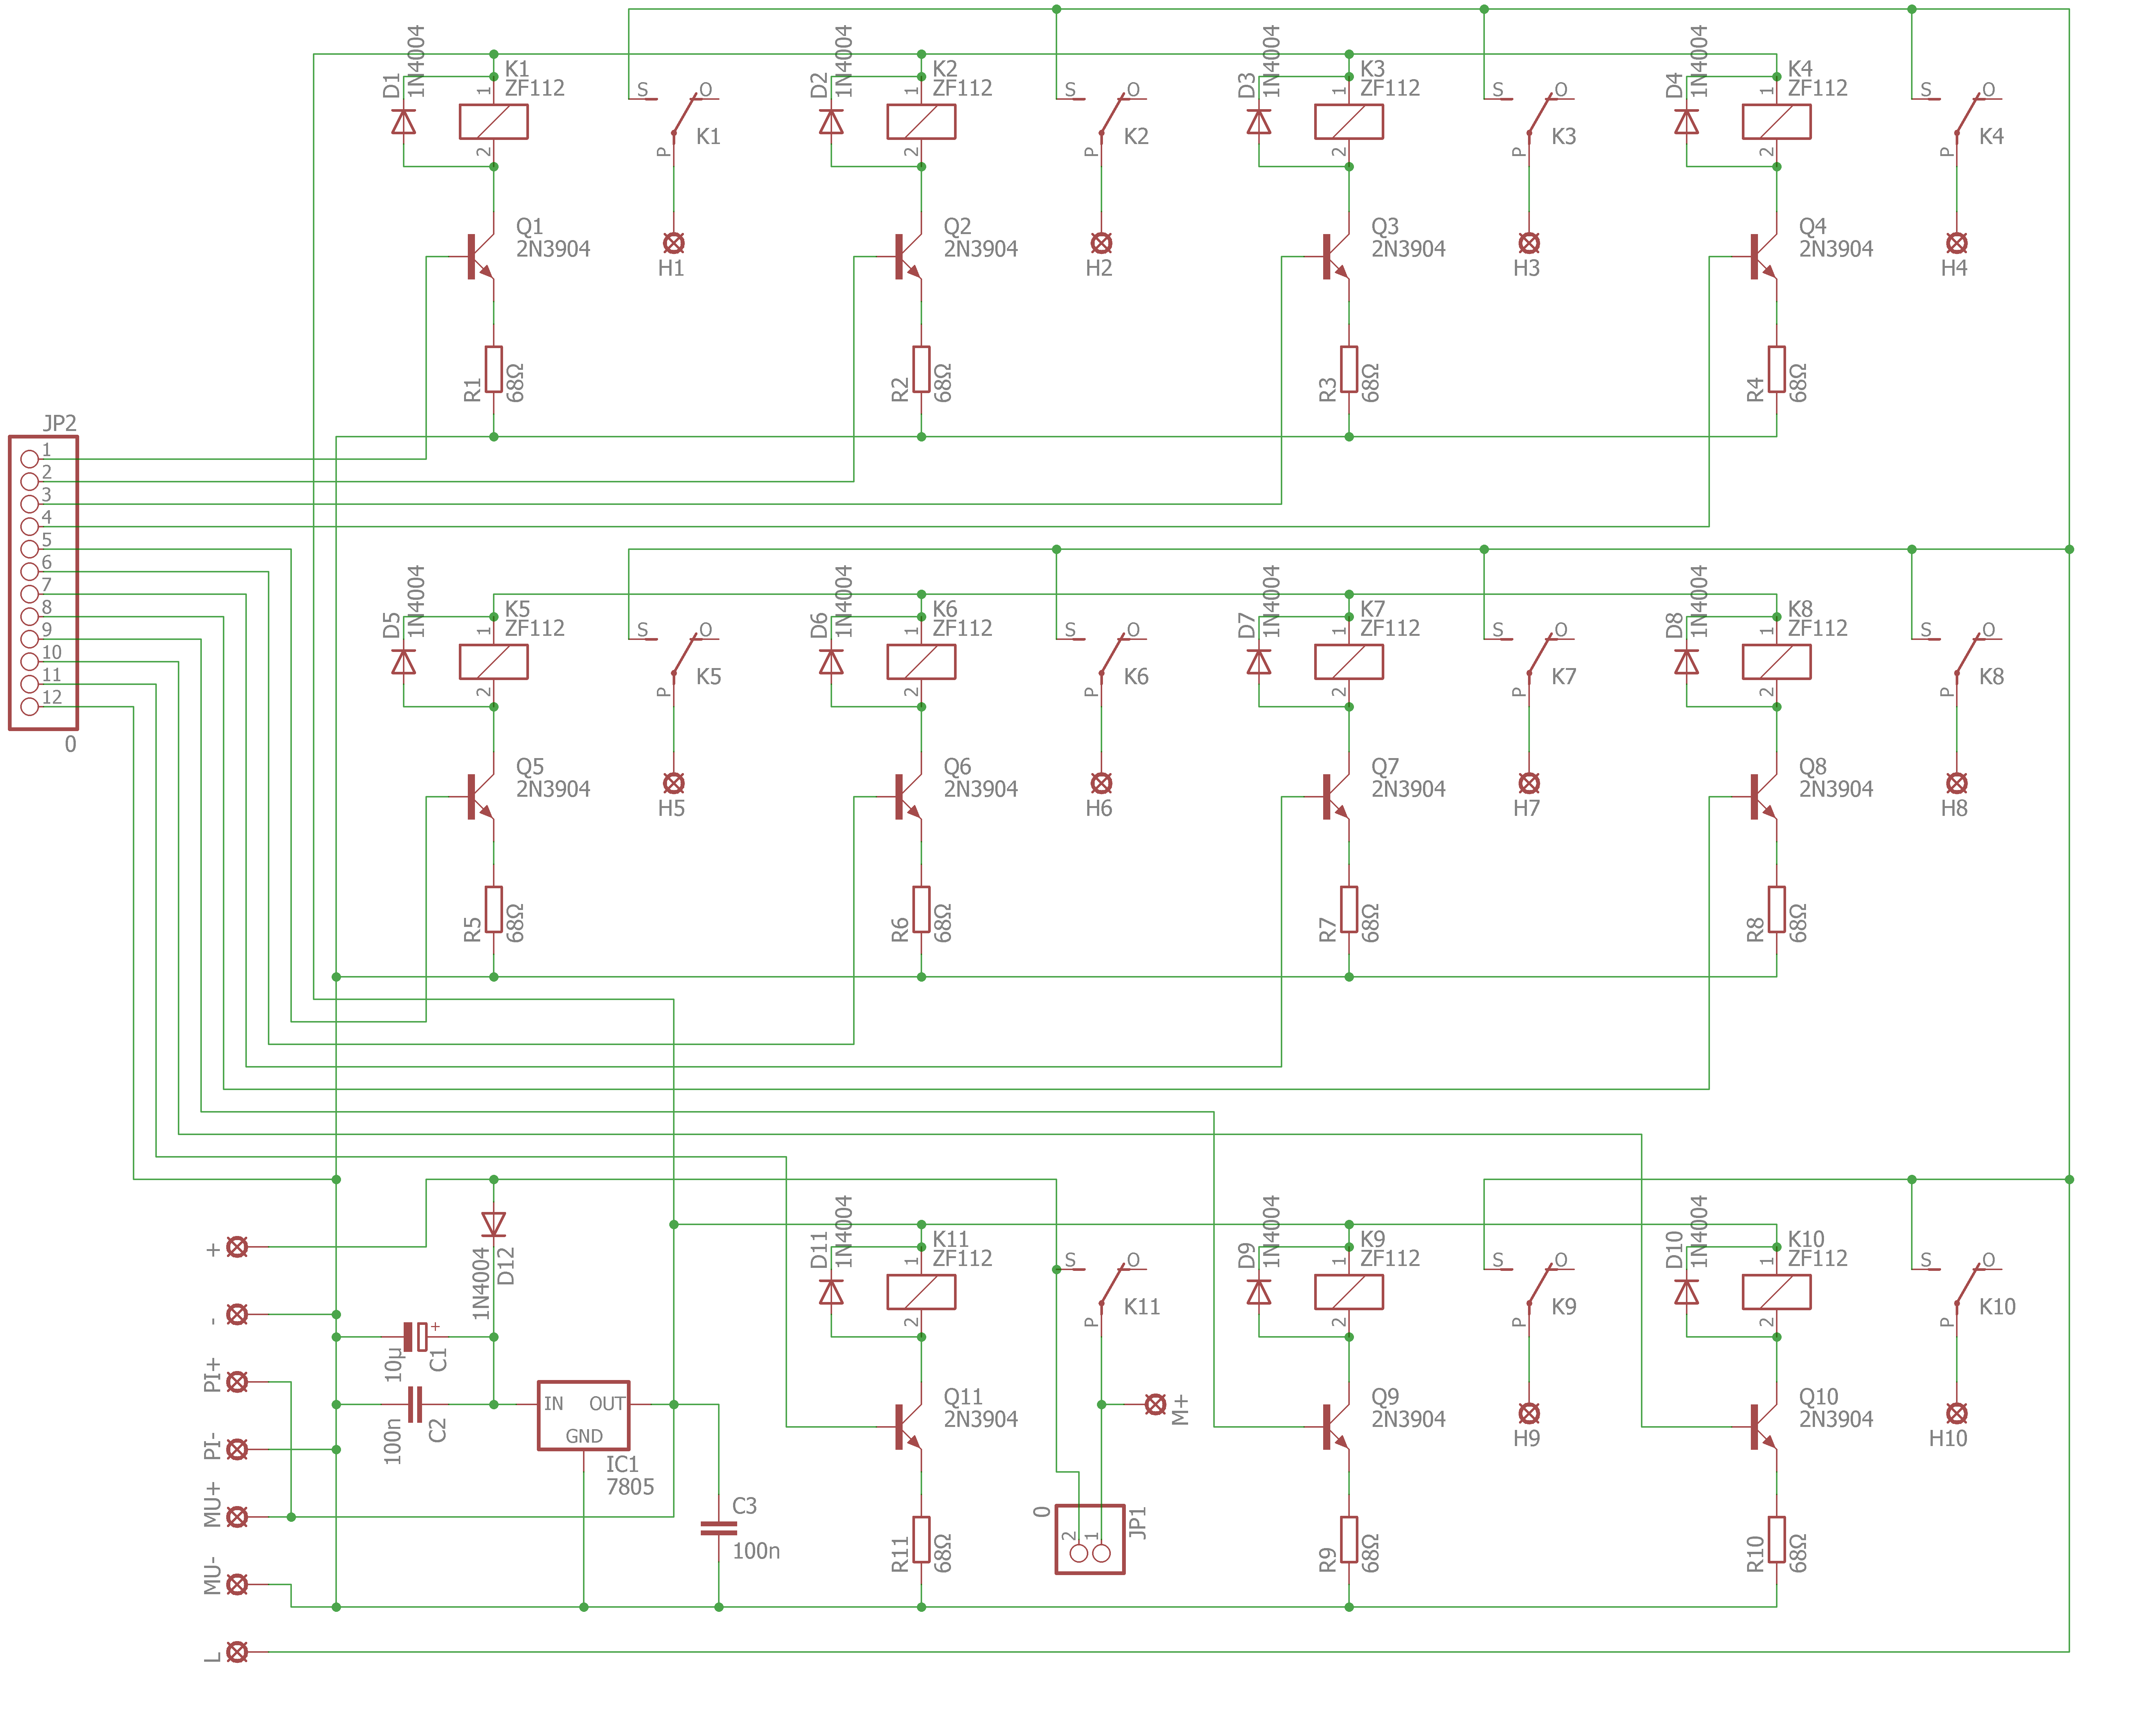 D1
1N4004
K1
ZF112
1
2
S
O
P
K1
Q1
2N3904
H1
R1
68Ω
D2
1N4004
K2
ZF112
1
2
S
O
P
K2
Q2
2N3904
H2
R2
68Ω
D3
1N4004
K3
ZF112
1
2
S
O
P
K3
Q3
2N3904
H3
R3
68Ω
D4
1N4004
K4
ZF112
1
2
S
O
P
K4
Q4
2N3904
H4
R4
68Ω
JP2
1
2
3
4
5
6
7
8
9
10
11
12
0
D5
1N4004
K5
ZF112
1
2
S
O
P
K5
Q5
2N3904
H5
R5
68Ω
D6
1N4004
K6
ZF112
1
2
S
O
P
K6
Q6
2N3904
H6
R6
68Ω
D7
1N4004
K7
ZF112
1
2
S
O
P
K7
Q7
2N3904
H7
R7
68Ω
D8
1N4004
K8
ZF112
1
2
S
O
P
K8
Q8
2N3904
H8
R8
68Ω
+
-
PI+
PI-
MU+
MU-
L
1N4004
D12
+
10µ
C1
100n
C2
IN
OUT
GND
IC1
7805
C3
100n
D11
1N4004
K11
ZF112
1
2
S
O
P
K11
Q11
2N3904
M+
R11
68Ω
0
2
1
JP1
D9
1N4004
K9
ZF112
1
2
S
O
P
K9
Q9
2N3904
H9
R9
68Ω
D10
1N4004
K10
ZF112
1
2
S
O
P
K10
Q10
2N3904
H10
R10
68Ω